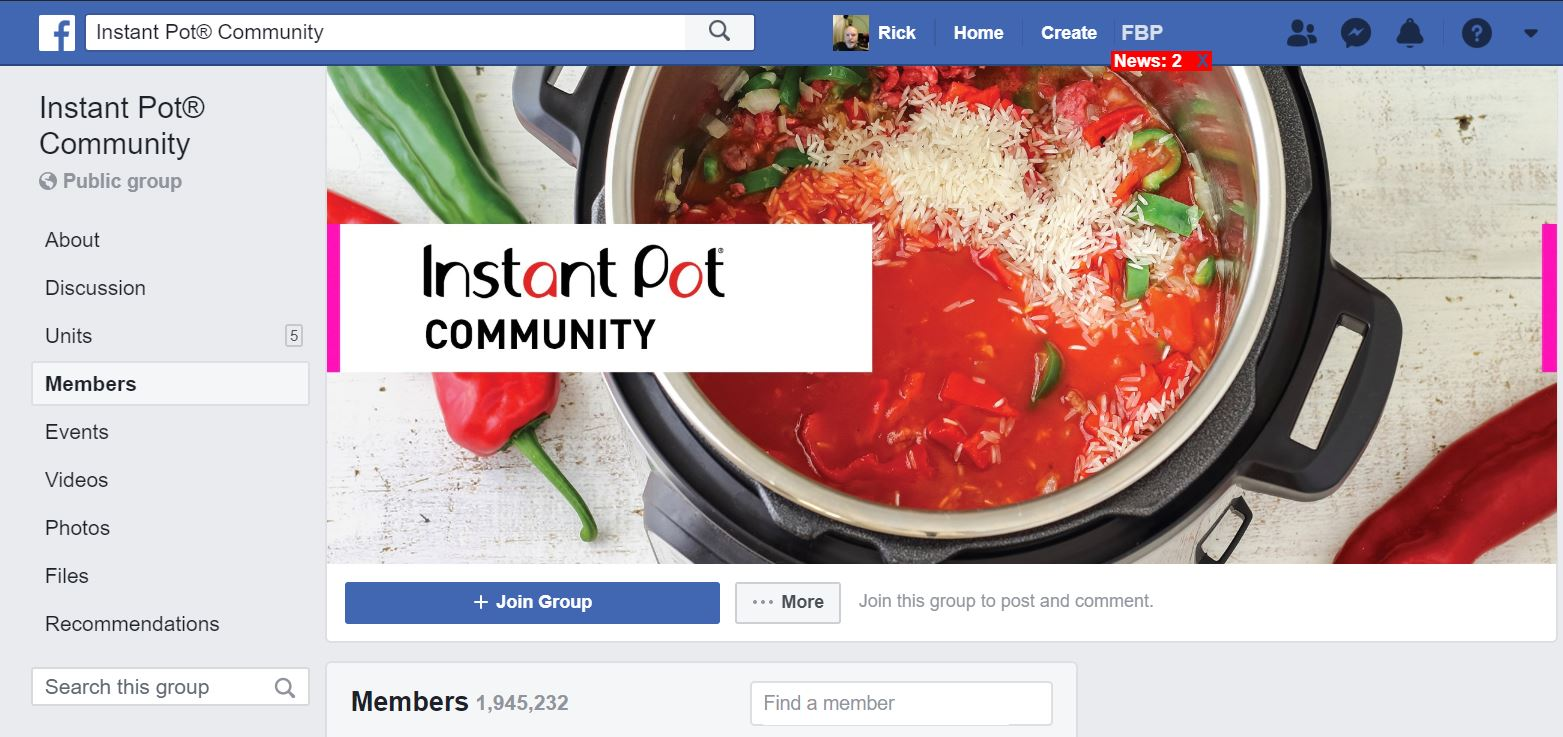 Instant Pot® Community
Rick
Home
Create
FBP
News: 2 X
Instant Pot®
Community
Public group
About
Discussion
Units 5
Members
Events
Videos
Photos
Files
Recommendations
Search this group
Instant Pot®
COMMUNITY
+ Join Group
··· More
Join this group to post and comment.
Members 1,945,232
Find a member